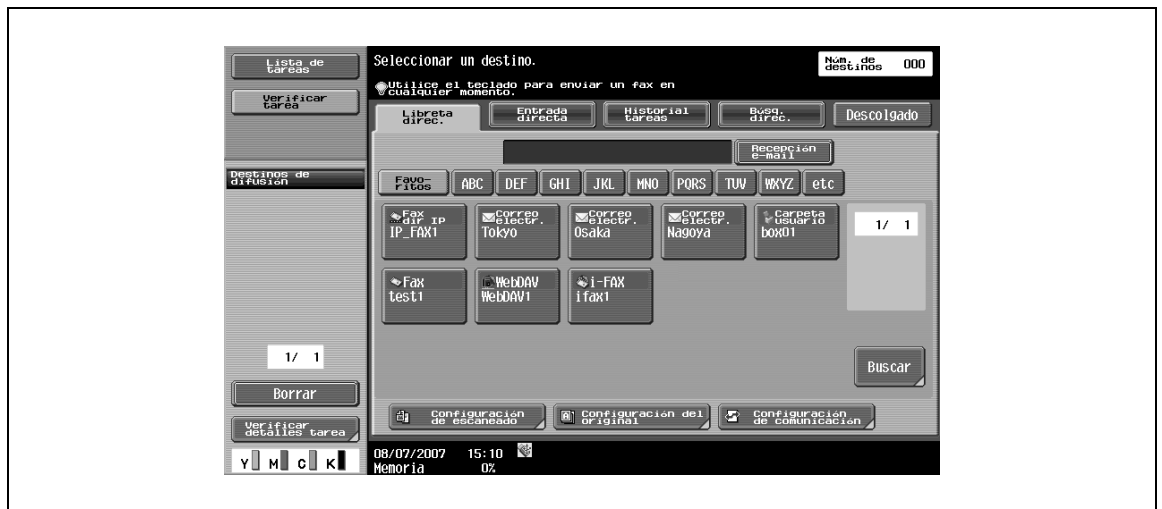 Lista de
tareas
Verificar
tarea
Destinos de
difusión
1/ 1
Borrar
Verificar
detalles tarea
Y M C K
Seleccionar un destino.
Núm. de
destinos 000
Utilice el teclado para enviar un fax en
cualquier momento.
Libreta
direc.
Entrada
directa
Historial
tareas
Búsq.
direc.
Descolgado
Recepción
e-mail
Favo-
ritos
ABC DEF GHI JKL MNO PQRS TUV WXYZ etc
Fax
dir IP
IP_FAX1
Correo
electr.
Tokyo
Correo
electr.
Osaka
Correo
electr.
Nagoya
Carpeta
usuario
box01
1/ 1
Fax
test1
WebDAV
WebDAV1
i-FAX
ifax1
Buscar
Configuración
de escaneado
Configuración del
original
Configuración
de comunicación
08/07/2007 15:10
Memoria 0%